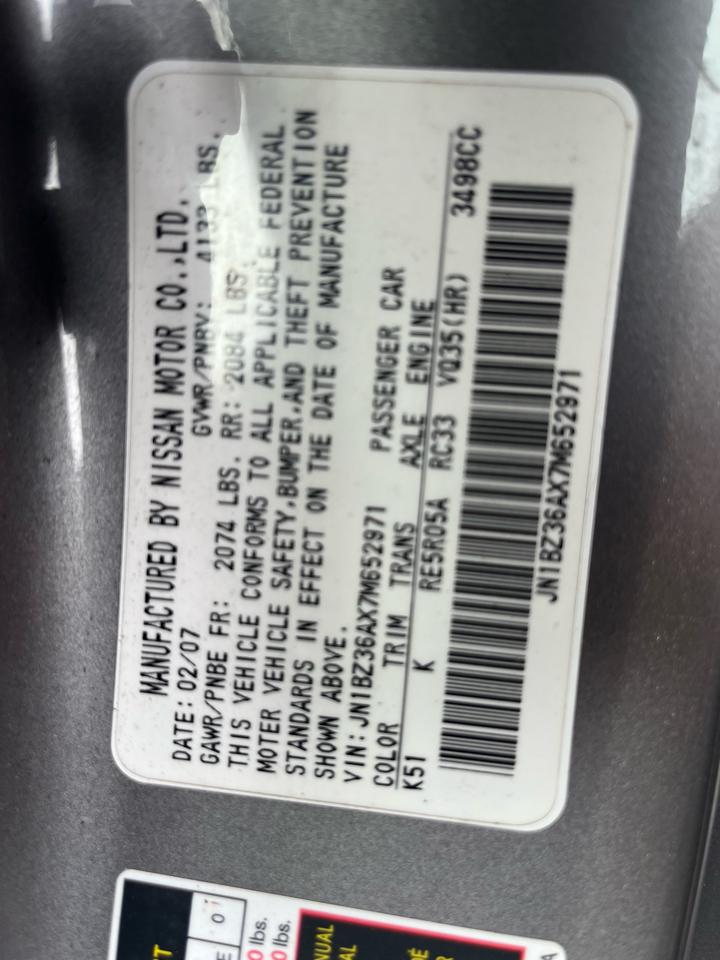 MANUFACTURED BY NISSAN MOTOR CO.,LTD.
DATE: 02/07 GVWR/PNBV: 4133 LBS.
GAWR/PNBE FR: 2074 LBS. RR: 2084 LBS.
THIS VEHICLE CONFORMS TO ALL APPLICABLE FEDERAL
MOTER VEHICLE SAFETY,BUMPER,AND THEFT PREVENTION
STANDARDS IN EFFECT ON THE DATE OF MANUFACTURE
SHOWN ABOVE.
VIN: JN1BZ36AX7M652971 PASSENGER CAR
COLOR TRIM TRANS AXLE ENGINE
K51 K RE5R05A RC33 VQ35(HR) 3498CC
JN1BZ36AX7M652971
lbs.
lbs.